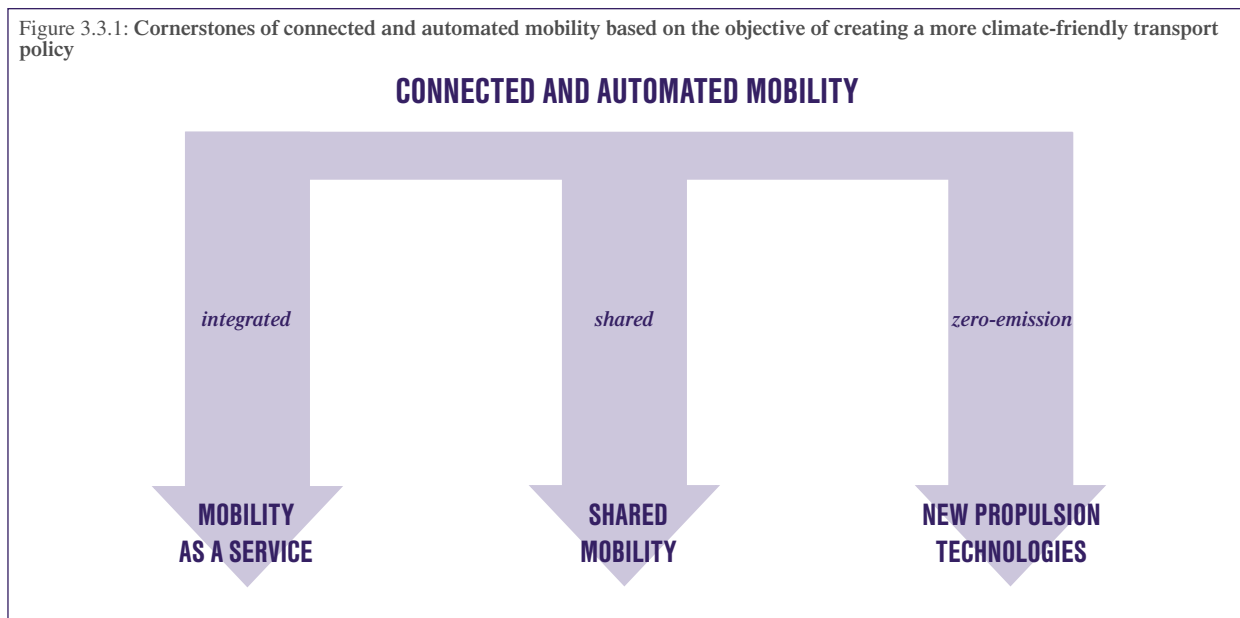 Figure 3.3.1: Cornerstones of connected and automated mobility based on the objective of creating a more climate-friendly transport
policy
CONNECTED AND AUTOMATED MOBILITY
integrated
shared
zero-emission
MOBILITY
AS A SERVICE
SHARED
MOBILITY
NEW PROPULSION
TECHNOLOGIES